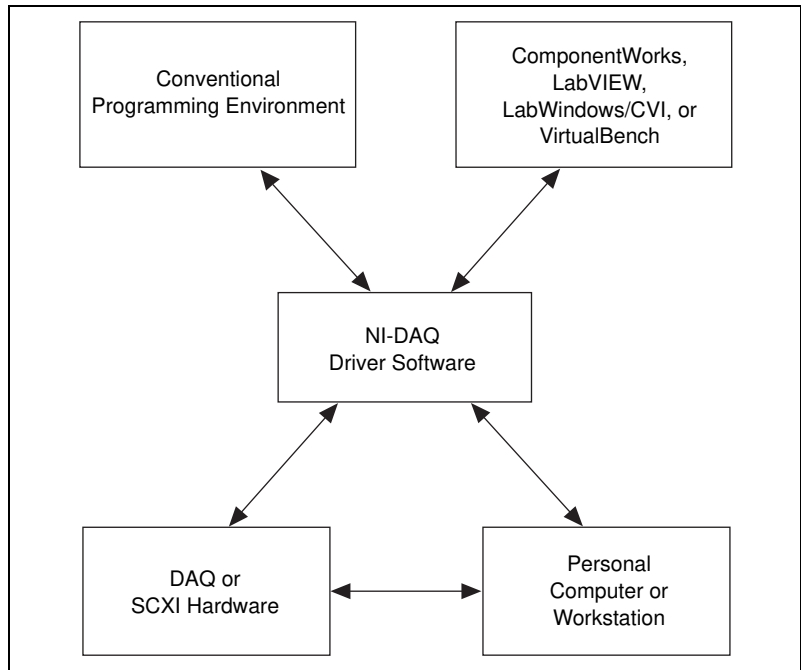 Conventional
Programming Environment
ComponentWorks,
LabVIEW,
LabWindows/CVI, or
VirtualBench
NI-DAQ
Driver Software
DAQ or
SCXI Hardware
Personal
Computer or
Workstation